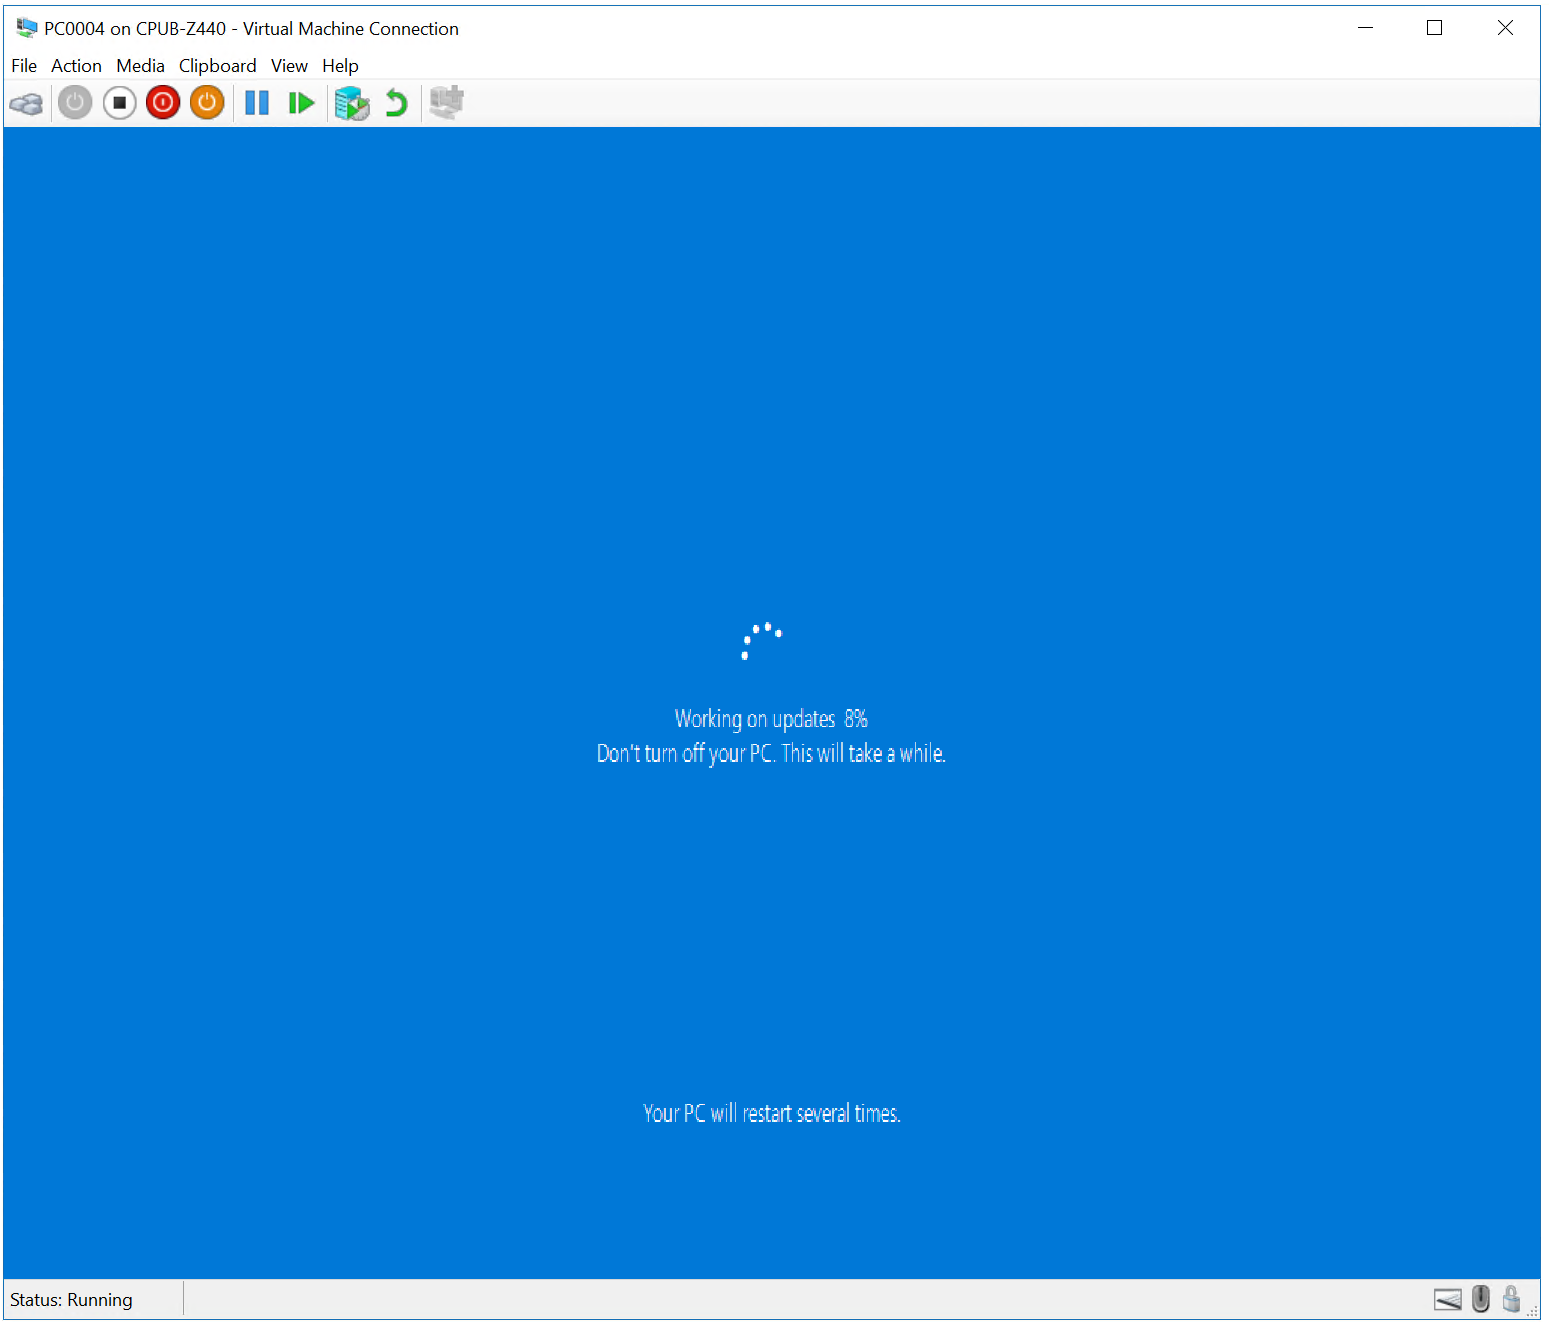 PC0004 on CPUB-Z440 - Virtual Machine Connection
File Action Media Clipboard View Help
Working on updates 8%
Don't turn off your PC. This will take a while.
Your PC will restart several times.
Status: Running